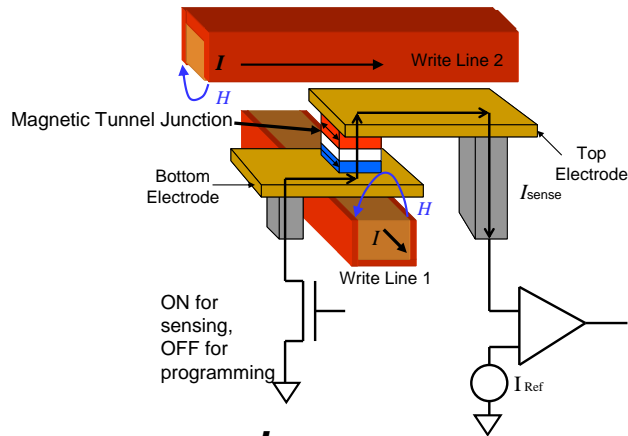 I
Write Line 2
H
Magnetic Tunnel Junction
Top
Electrode
Bottom
Electrode
Isense
H
I
Write Line 1
ON for
sensing,
OFF for
programming
I Ref